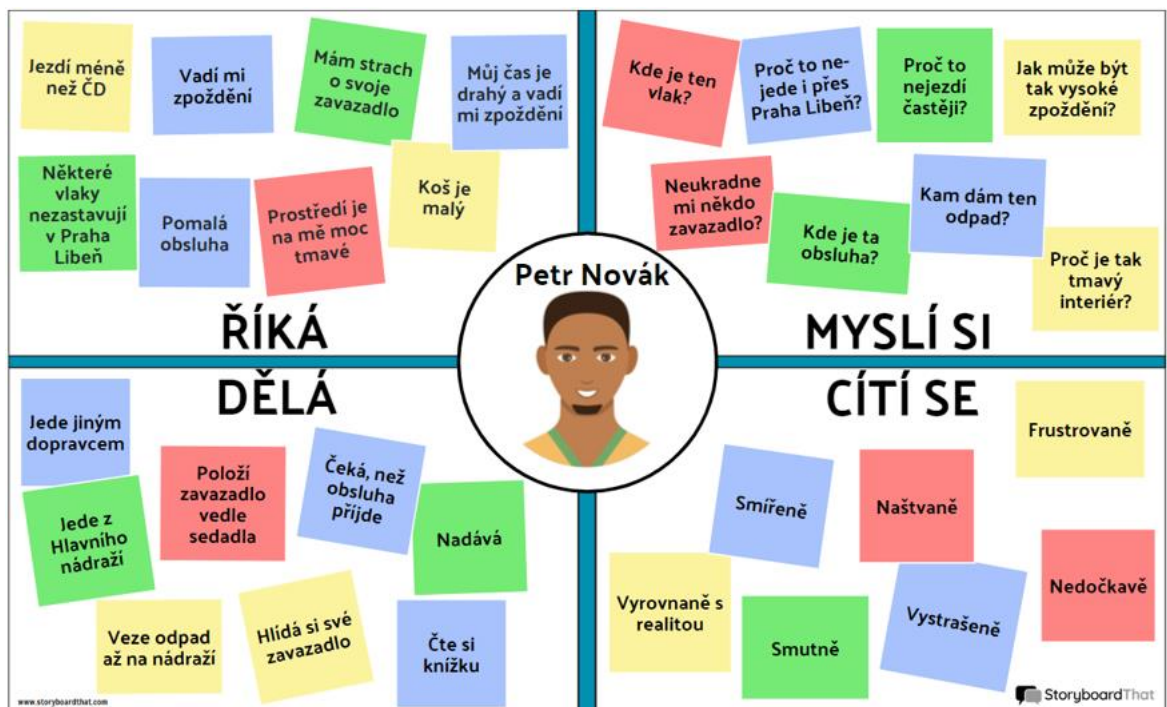 Jezdí méně
než ČD
Vadí mi
zpoždění
Mám strach
o svoje
zavazadlo
Můj čas je
drahý a vadí
mi zpoždění
Některé
vlaky
nezastavují
v Praha
Libeň
Pomalá
obsluha
Prostředí je
na mě moc
tmavé
Koš je
malý
ŘÍKÁ
Kde je ten
vlak?
Proč to ne-
jede i přes
Praha Libeň?
Proč to
nejezdí
častěji?
Jak může být
tak vysoké
zpoždění?
Neukradne
mi někdo
zavazadlo?
Kde je ta
obsluha?
Kam dám ten
odpad?
Proč je tak
tmavý
interiér?
MYSLÍ SI
Petr Novák
DĚLÁ
Jede jiným
dopravcem
Jede z
Hlavního
nádraží
Položí
zavazadlo
vedle
sedadla
Čeká, než
obsluha
přijde
Nadává
Veze odpad
až na nádraží
Hlídá si své
zavazadlo
Čte si
knížku
CÍTÍ SE
Frustrovaně
Smířeně
Naštvaně
Nedočkavě
Vyrovnaně s
realitou
Smutně
Vystrašeně
www.storyboardthat.com
StoryboardThat